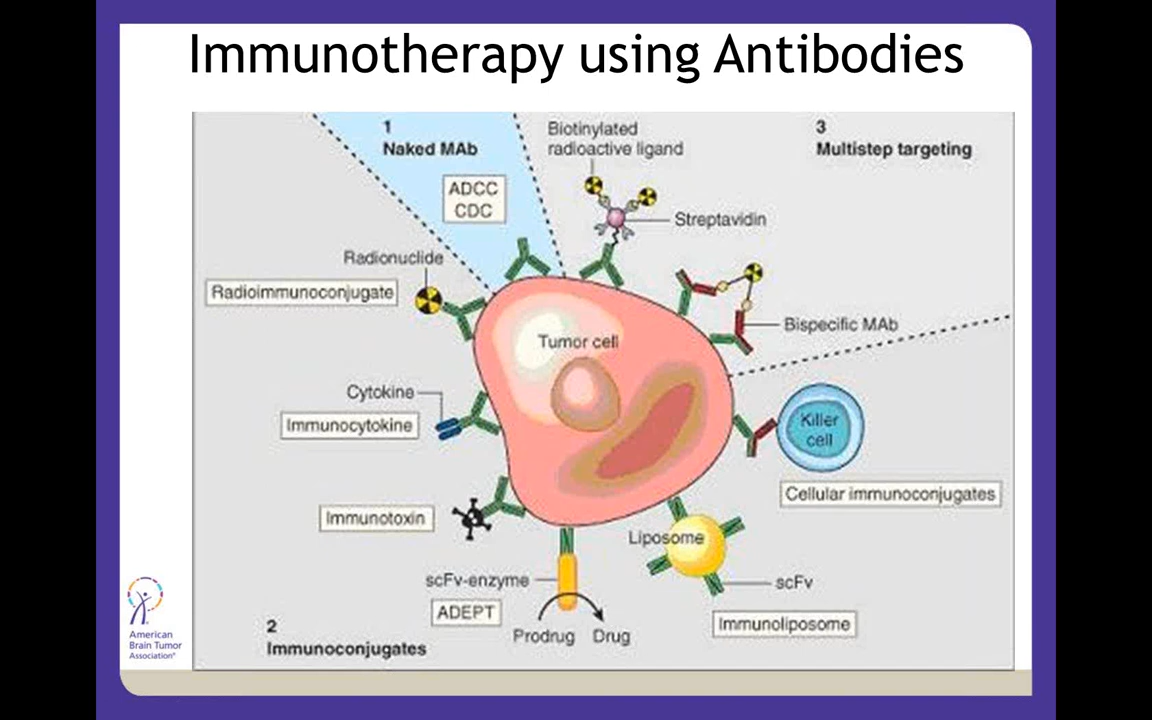 Immunotherapy using Antibodies
1
Naked MAb
ADCC
CDC
Biotinylated
radioactive ligand
3
Multistep targeting
Streptavidin
Radionuclide
Radioimmunoconjugate
Bispecific MAb
Tumor cell
Cytokine
Immunocytokine
Killer
cell
Cellular immunoconjugates
Immunotoxin
Liposome
scFv-enzyme
scFv
ADEPT
Immunoliposome
Prodrug
Drug
2
Immunoconjugates
American
Brain Tumor
Association®